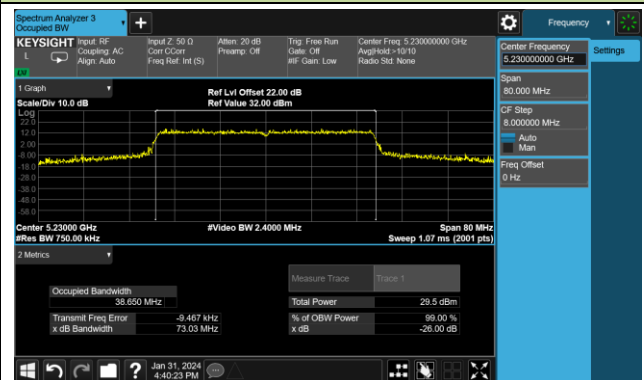 Spectrum Analyzer 3
Occupied BW
Frequency
KEYSIGHT
L
Input: RF
Coupling: AC
Align: Auto
Input Z: 50 Ω
Corr CCorr
Freq Ref: Int (S)
Atten: 20 dB
Preamp: Off
Trig: Free Run
Gate: Off
#IF Gain: Low
Center Freq: 5.230000000 GHz
Avg|Hold:>10/10
Radio Std: None
Center Frequency
5.230000000 GHz
Settings
Span
80.000 MHz
CF Step
8.000000 MHz
Auto
Man
Freq Offset
0 Hz
1 Graph
Scale/Div 10.0 dB
Ref Lvl Offset 22.00 dB
Ref Value 32.00 dBm
Log
22.0
12.0
2.00
-8.00
-18.0
-28.0
-38.0
-48.0
-58.0
Center 5.23000 GHz
#Res BW 750.00 kHz
#Video BW 2.4000 MHz
Span 80 MHz
Sweep 1.07 ms (2001 pts)
2 Metrics
Measure Trace
Trace 1
Occupied Bandwidth
38.650 MHz
Total Power
29.5 dBm
Transmit Freq Error
-9.467 kHz
% of OBW Power
99.00 %
x dB Bandwidth
73.03 MHz
x dB
-26.00 dB
?
Jan 31, 2024
4:40:23 PM